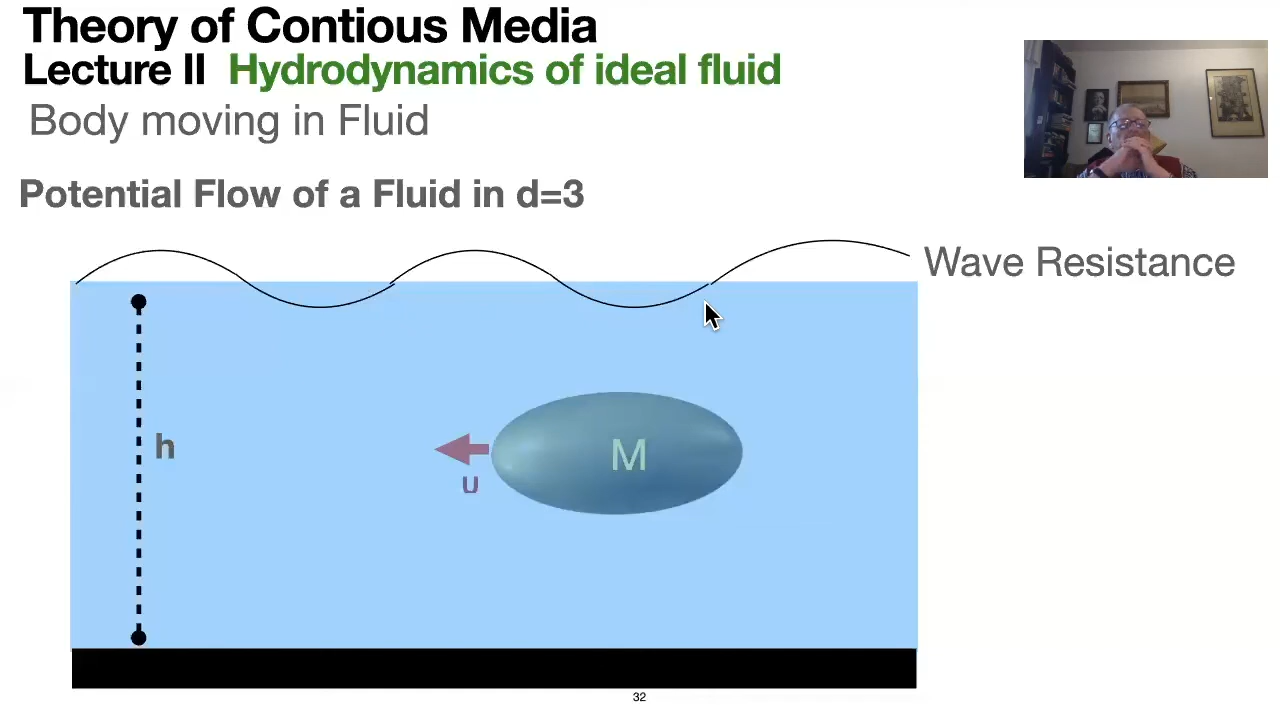 Theory of Contious Media
Lecture II Hydrodynamics of ideal fluid
Body moving in Fluid
Potential Flow of a Fluid in d=3
Wave Resistance
h
M
u
32